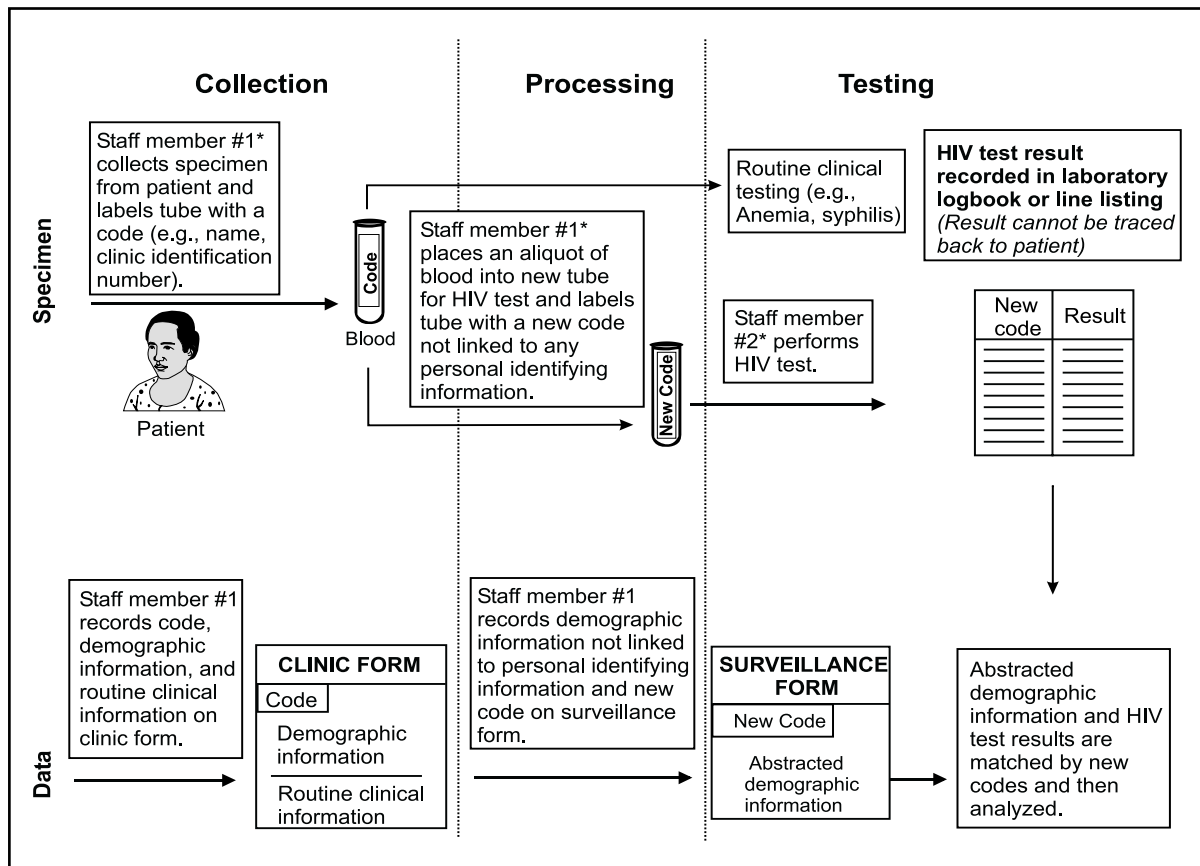 Collection
Processing
Testing
Specimen
Staff member #1*
collects specimen
from patient and
labels tube with a
code (e.g., name,
clinic identification
number).
Patient
Code
Blood
Staff member #1*
places an aliquot of
blood into new tube
for HIV test and labels
tube with a new code
not linked to any
personal identifying
information.
New Code
Routine clinical
testing (e.g.,
Anemia, syphilis)
Staff member
#2* performs
HIV test.
HIV test result
recorded in laboratory
logbook or line listing
(Result cannot be traced
back to patient)
New
code
Result
Data
Staff member #1
records code,
demographic
information, and
routine clinical
information on
clinic form.
CLINIC FORM
Code
Demographic
information
Routine clinical
information
Staff member #1
records demographic
information not linked
to personal identifying
information and new
code on surveillance
form.
SURVEILLANCE
FORM
New Code
Abstracted
demographic
information
Abstracted
demographic
information and HIV
test results are
matched by new
codes and then
analyzed.